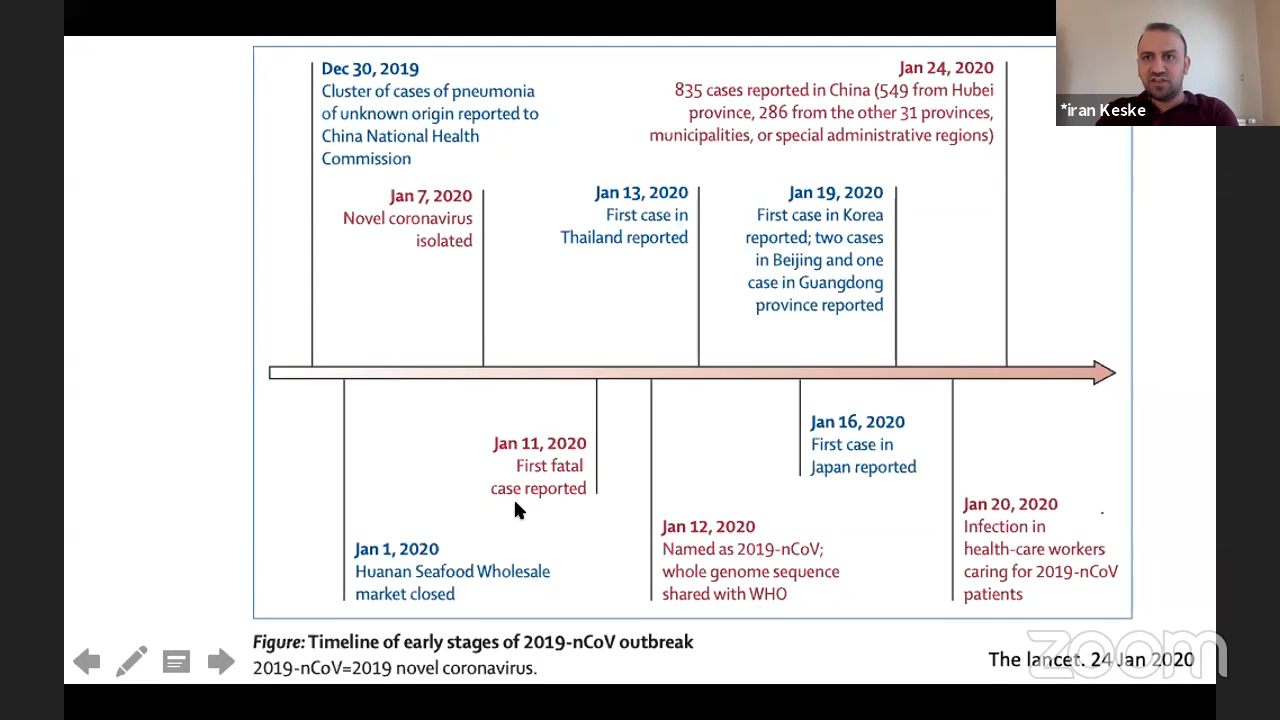 *iran Keske
Dec 30, 2019
Cluster of cases of pneumonia
of unknown origin reported to
China National Health
Commission
Jan 24, 2020
835 cases reported in China (549 from Hubei
province, 286 from the other 31 provinces,
municipalities, or special administrative regions)
Jan 7, 2020
Novel coronavirus
isolated
Jan 13, 2020
First case in
Thailand reported
Jan 19, 2020
First case in Korea
reported; two cases
in Beijing and one
case in Guangdong
province reported
Jan 11, 2020
First fatal
case reported
Jan 16, 2020
First case in
Japan reported
Jan 1, 2020
Huanan Seafood Wholesale
market closed
Jan 12, 2020
Named as 2019-nCoV;
whole genome sequence
shared with WHO
Jan 20, 2020
Infection in
health-care workers
caring for 2019-nCoV
patients
Figure: Timeline of early stages of 2019-nCoV outbreak
2019-nCoV=2019 novel coronavirus.
The lancet. 24 Jan 2020
zoom